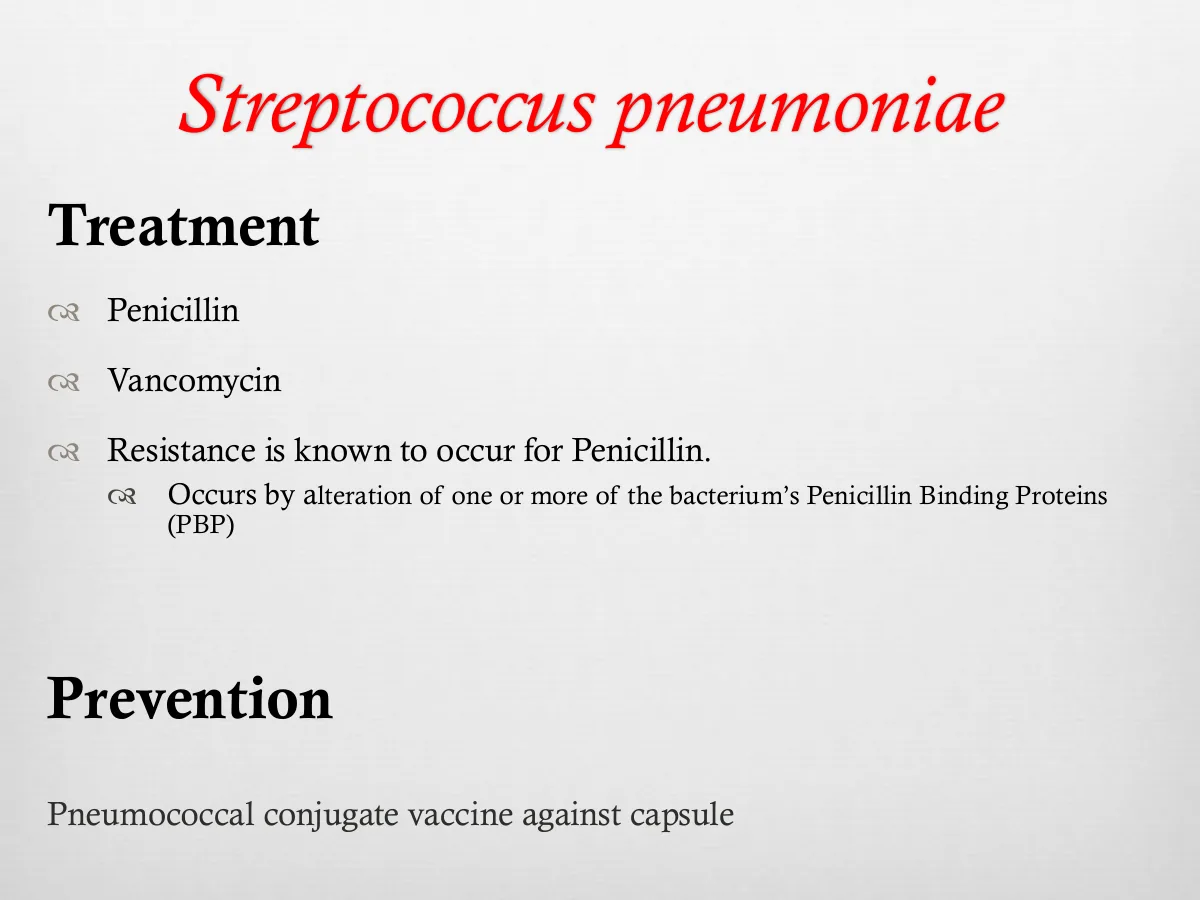 Streptococcus pneumoniae
Treatment
Penicillin
Vancomycin
Resistance is known to occur for Penicillin.
Occurs by alteration of one or more of the bacterium’s Penicillin Binding Proteins
(PBP)
Prevention
Pneumococcal conjugate vaccine against capsule